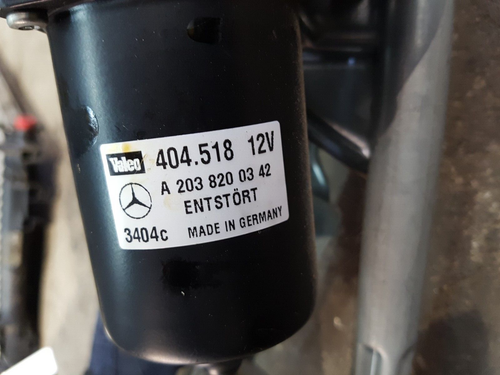 Valeo 404.518 12V
A 203 820 03 42
ENTSTÖRT
3404c MADE IN GERMANY